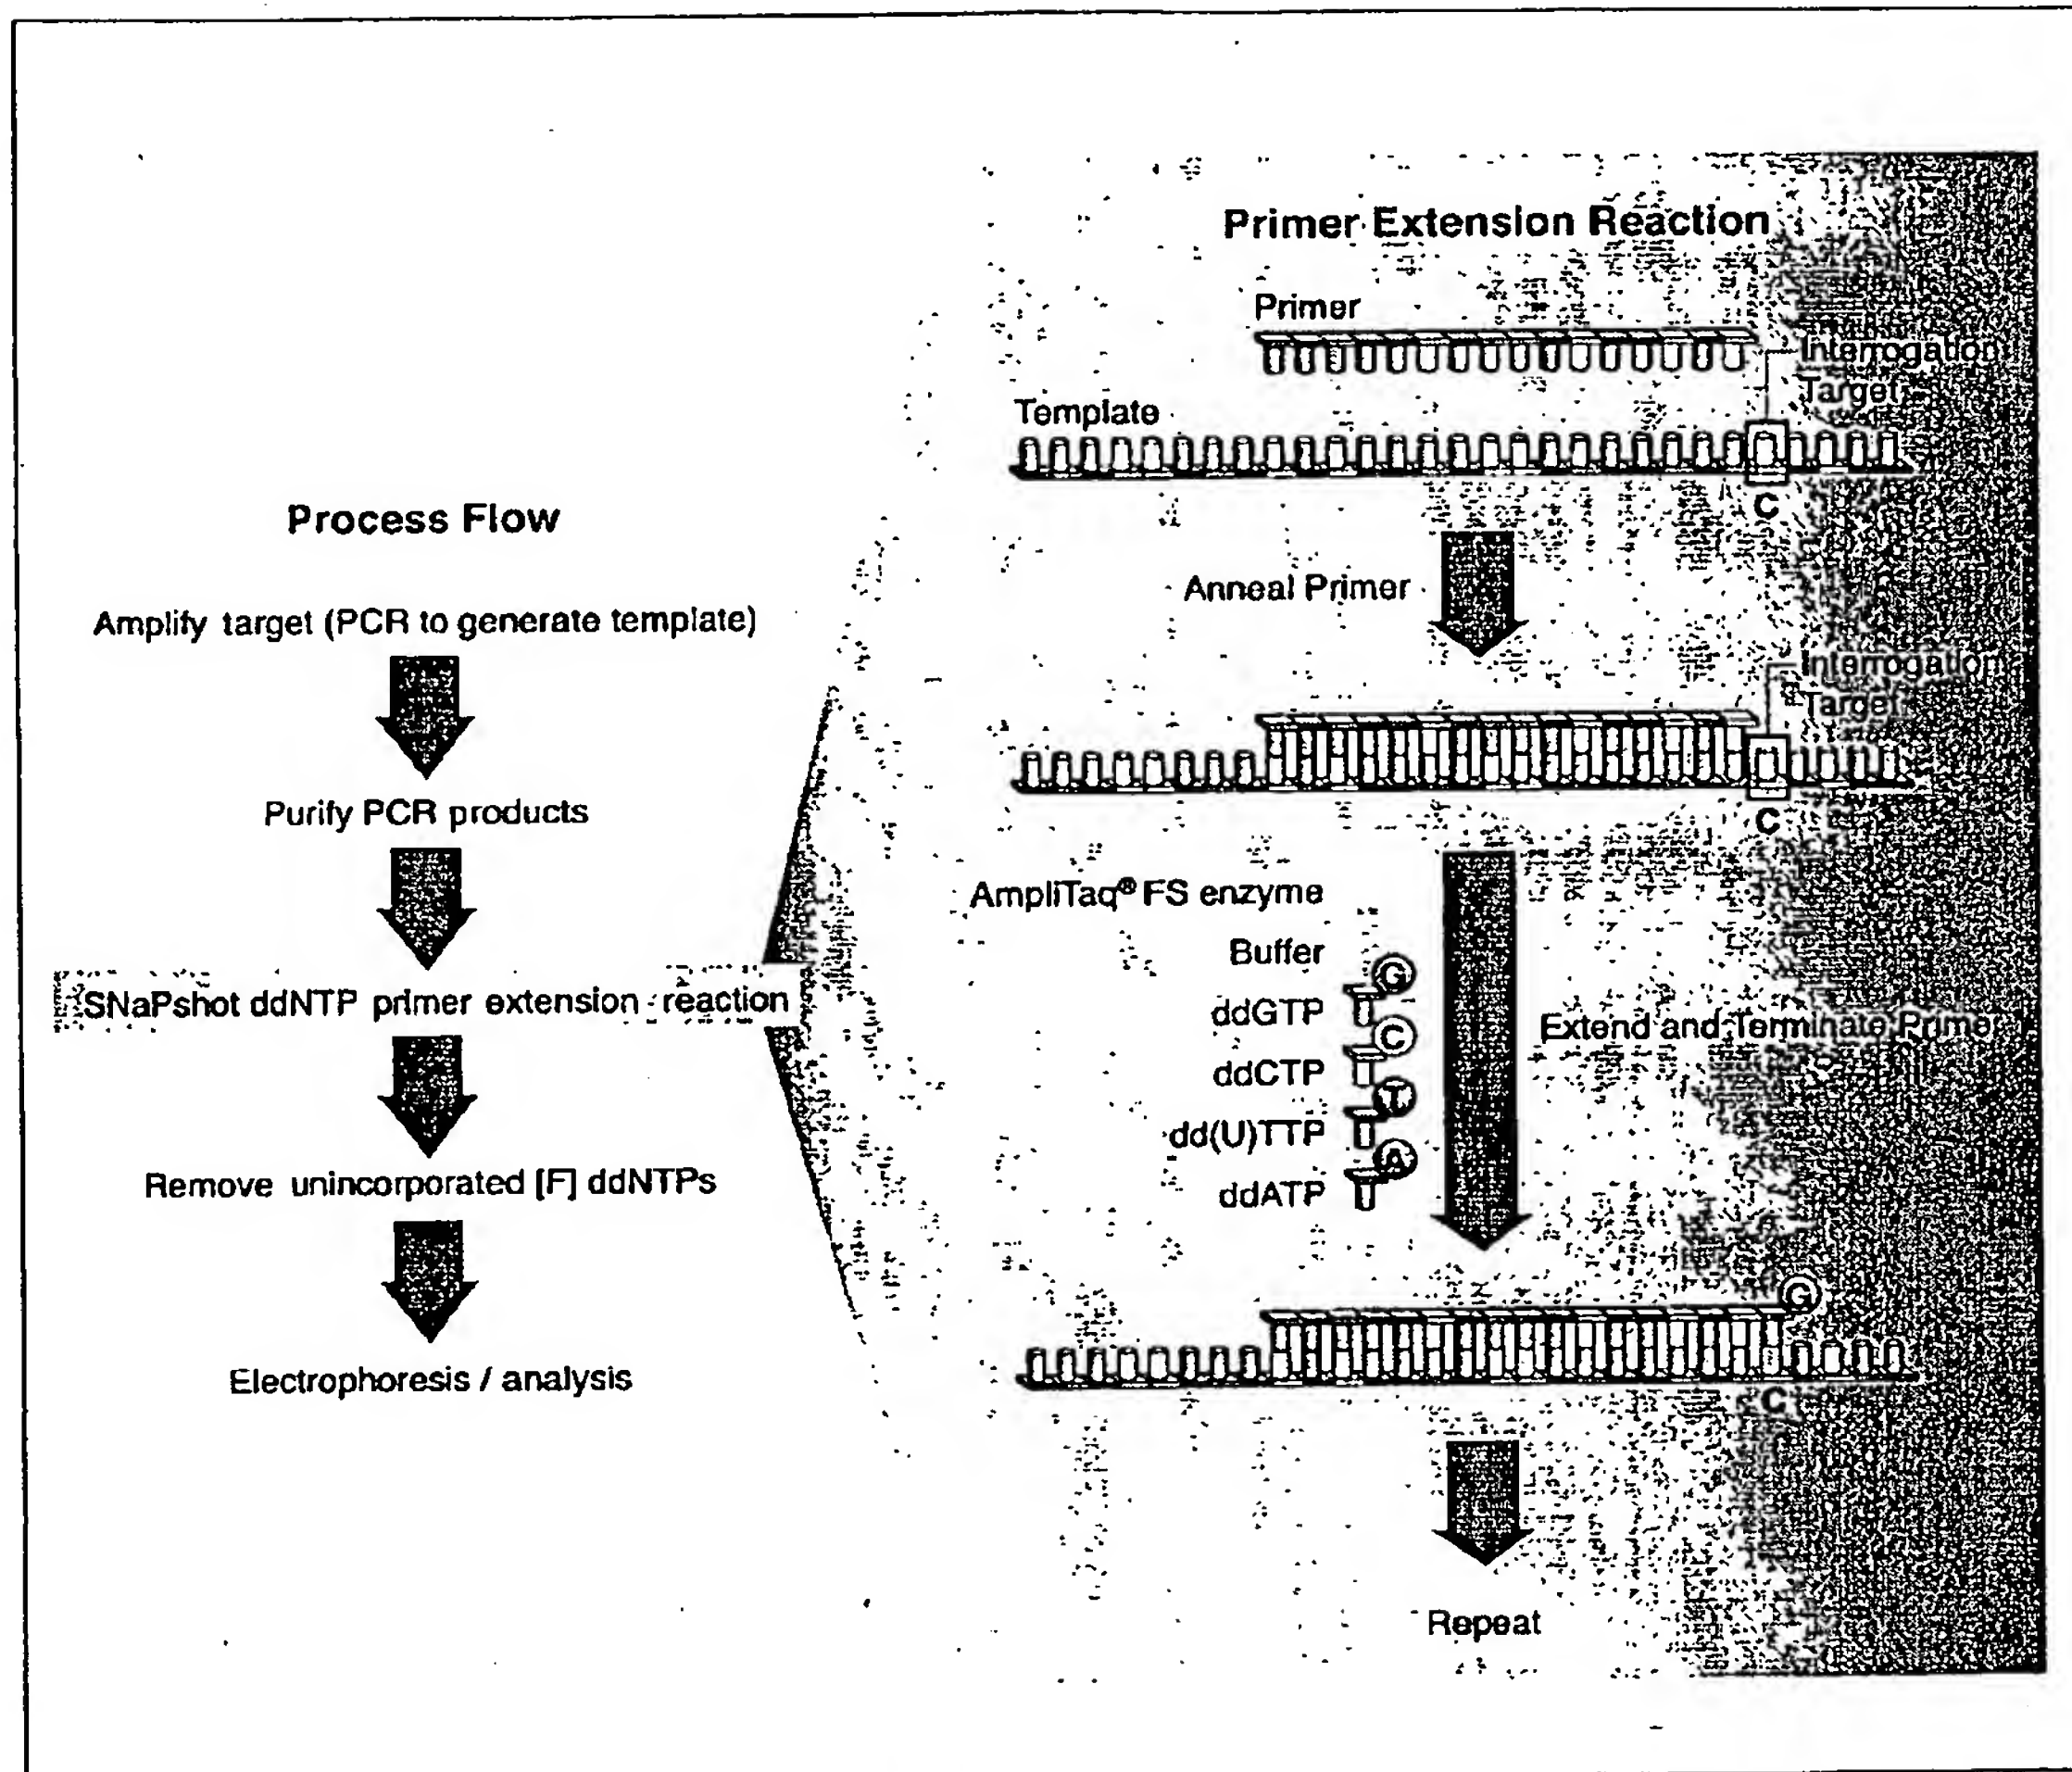 Process Flow
Amplify target (PCR to generate template)
Purify PCR products
SNaPshot ddNTP primer extension reaction
Remove unincorporated [F] ddNTPs
Electrophoresis / analysis
Primer Extension Reaction
Primer
Interrogation
Target
Template
C
Anneal Primer
Interrogation
Target
C
AmpliTaq® FS enzyme
Buffer
G
ddGTP
C
ddCTP
T
dd(U)TTP
A
ddATP
Extend and Terminate Primer
G
C
Repeat